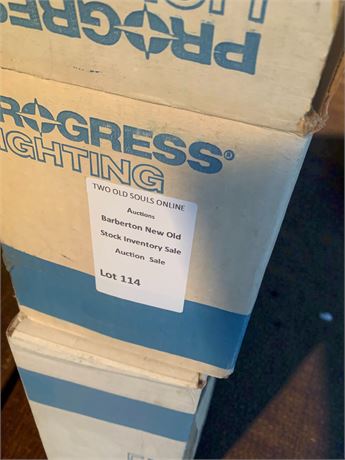 PROGRESS
PROGRESS®
LIGHTING
TWO OLD SOULS ONLINE
Auctions
Barberton New Old
Stock Inventory Sale
Auction Sale
Lot 114